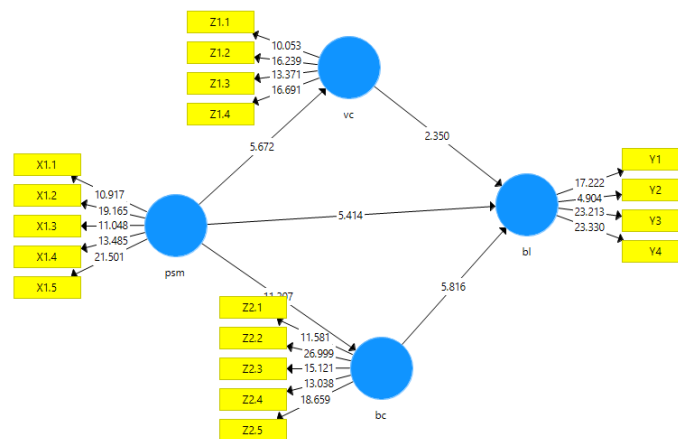 Z1.1
Z1.2
Z1.3
Z1.4
10.053
16.239
13.371
16.691
vc
5.672
2.350
X1.1
X1.2
X1.3
X1.4
X1.5
10.917
19.165
11.048
13.485
21.501
psm
5.414
Y1
Y2
Y3
Y4
17.222
4.904
23.213
23.330
bl
5.816
Z2.1
Z2.2
Z2.3
Z2.4
Z2.5
11.581
26.999
15.121
13.038
18.659
bc